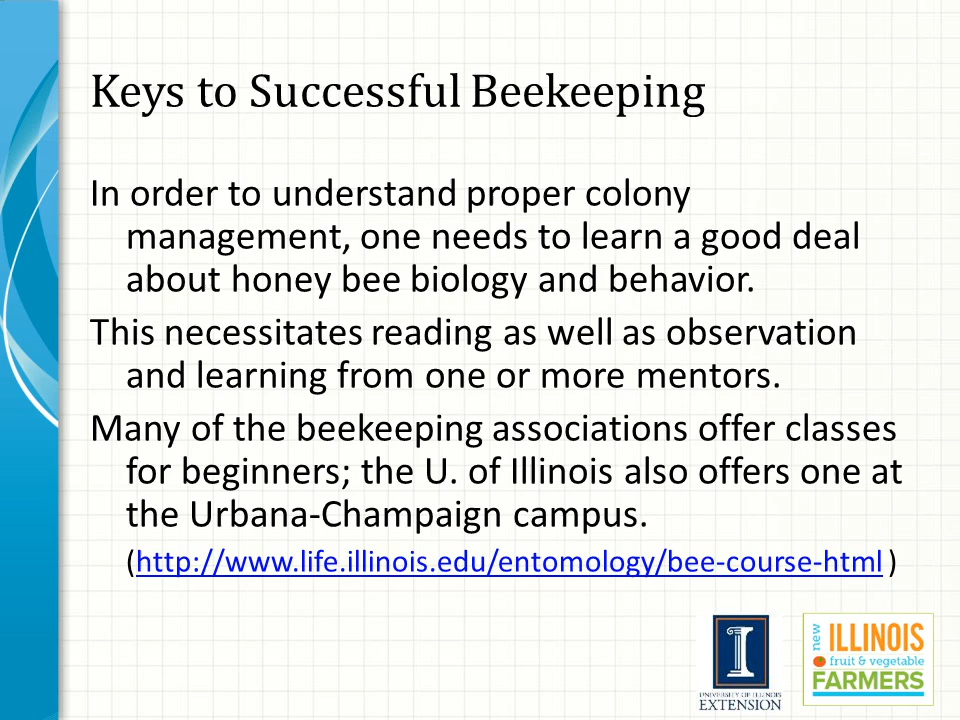 Keys to Successful Beekeeping
In order to understand proper colony
management, one needs to learn a good deal
about honey bee biology and behavior.
This necessitates reading as well as observation
and learning from one or more mentors.
Many of the beekeeping associations offer classes
for beginners; the U. of Illinois also offers one at
the Urbana-Champaign campus.
(http://www.life.illinois.edu/entomology/bee-course-html )
I
UNIVERSITY OF ILLINOIS
EXTENSION
new
ILLINOIS
fruit & vegetable
FARMERS